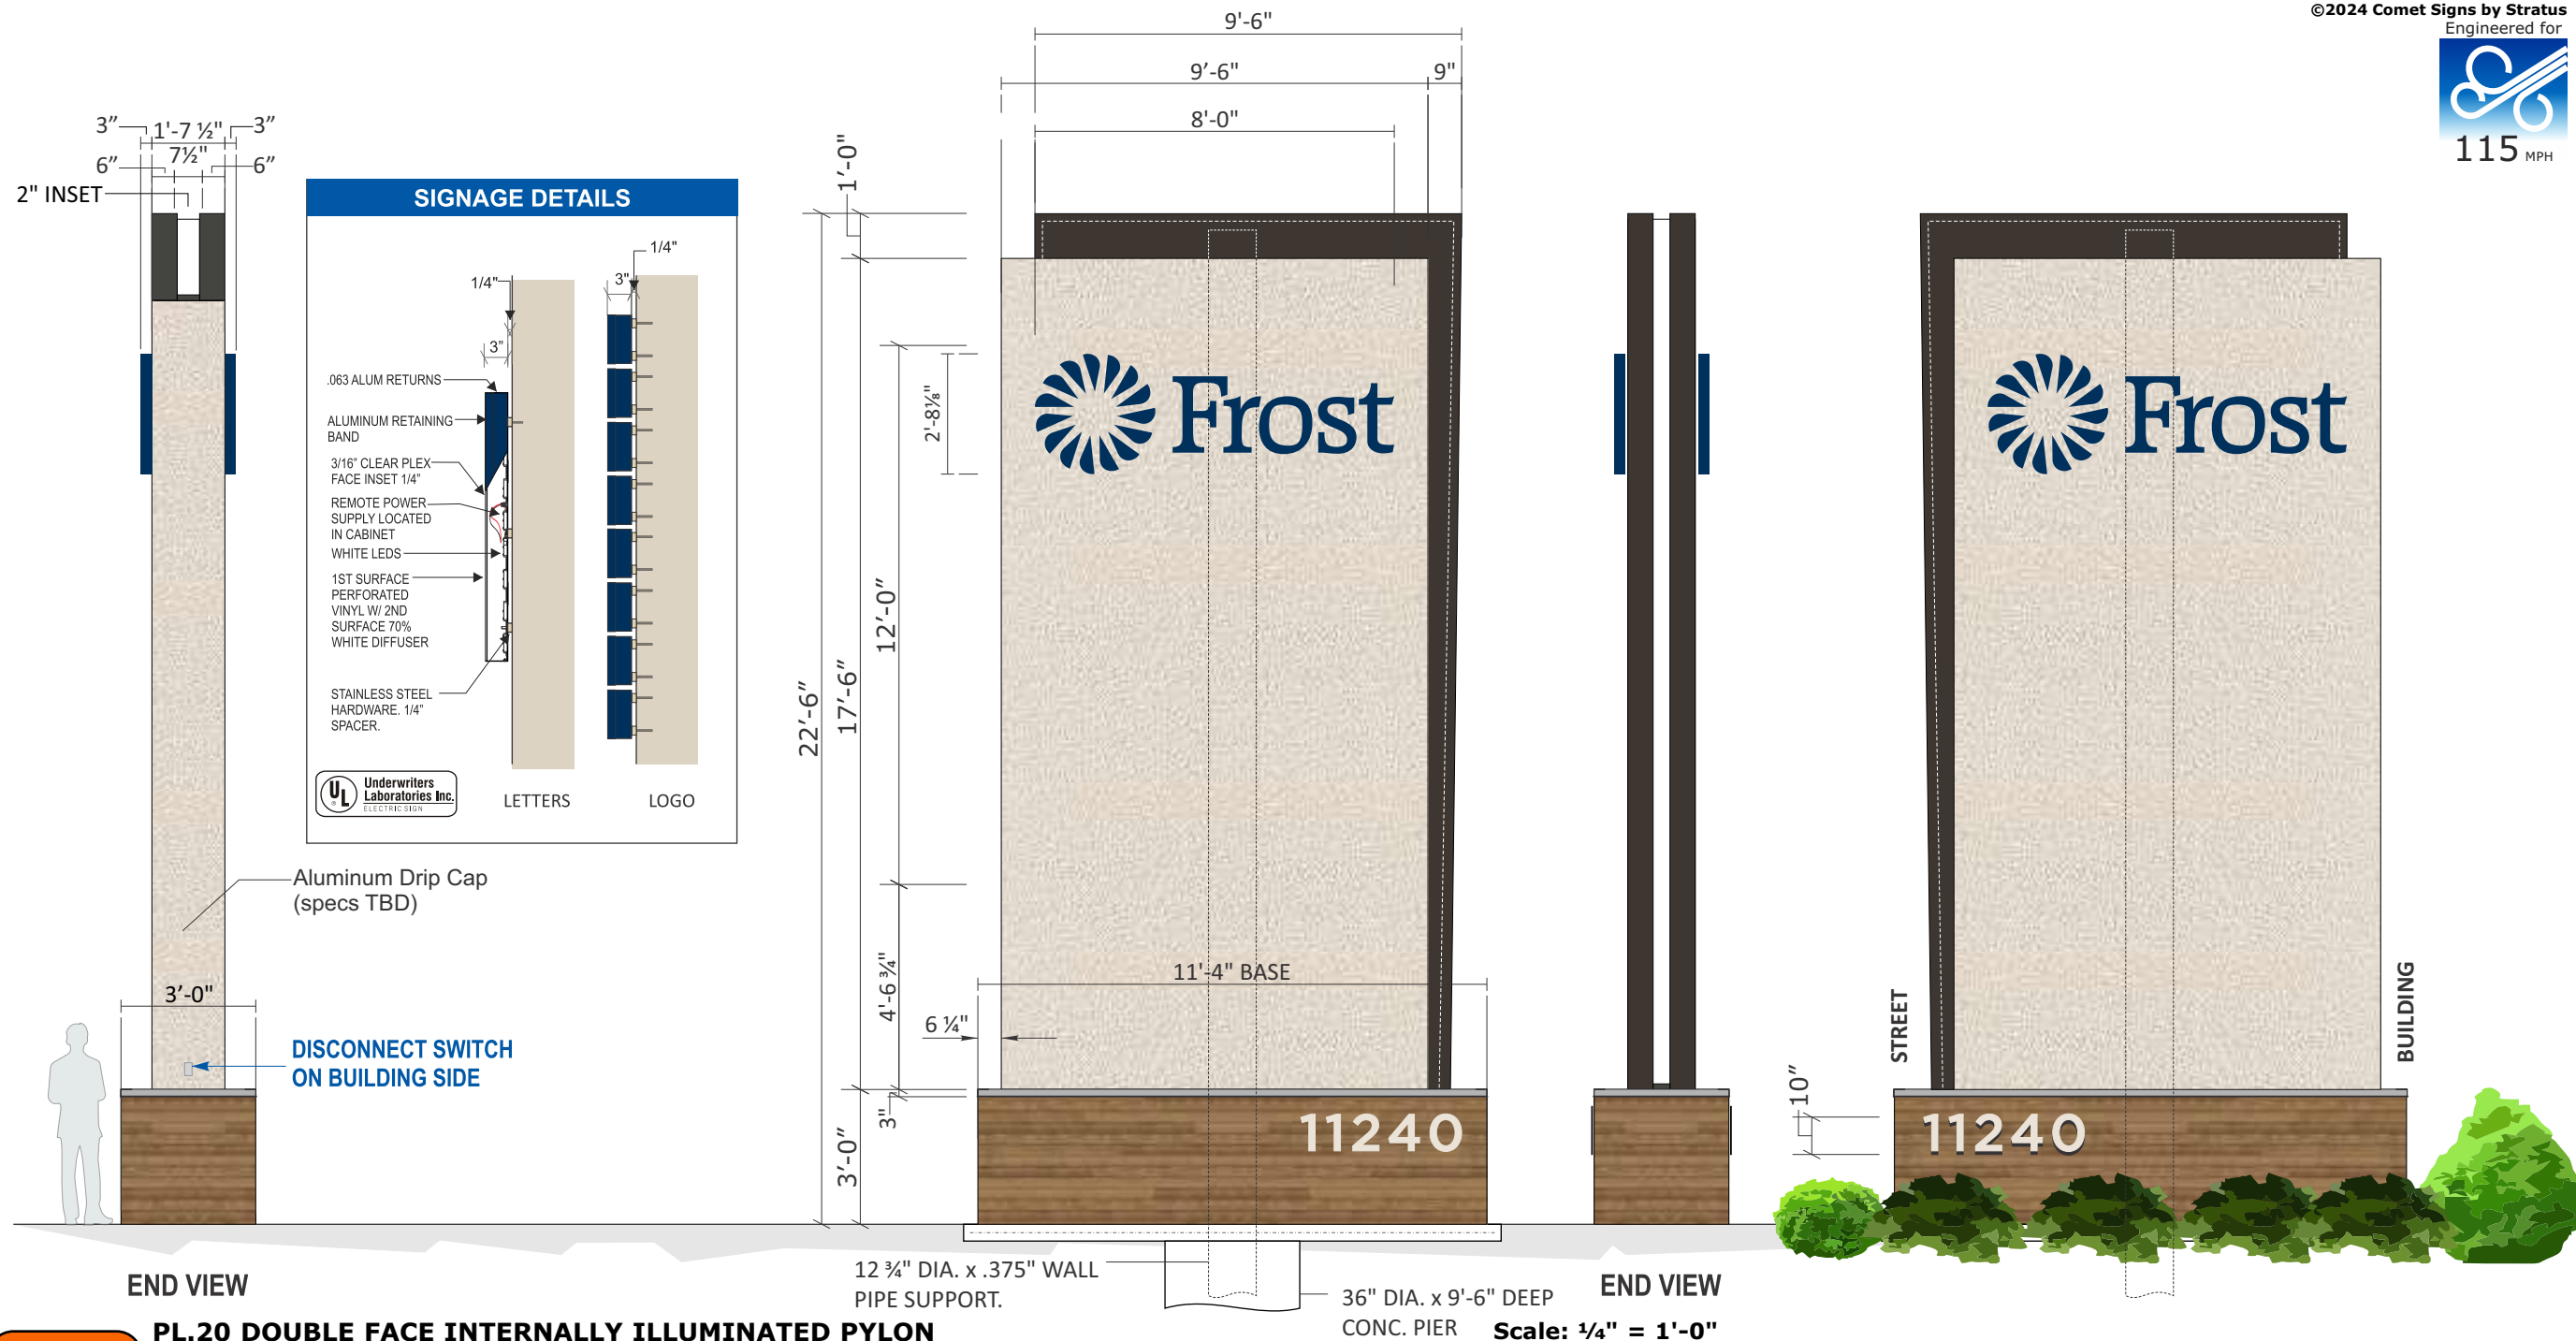 ©2024 Comet Signs by Stratus
Engineered for
115 MPH
9'-6"
9'-6"
9"
8'-0"
3" 1'-7 ½" 3"
6" 7½" 6"
2" INSET
SIGNAGE DETAILS
1/4"
1/4"
3"
3"
.063 ALUM RETURNS
ALUMINUM RETAINING
BAND
3/16" CLEAR PLEX
FACE INSET 1/4"
REMOTE POWER
SUPPLY LOCATED
IN CABINET
WHITE LEDS
1ST SURFACE
PERFORATED
VINYL W/ 2ND
SURFACE 70%
WHITE DIFFUSER
STAINLESS STEEL
HARDWARE. 1/4"
SPACER.
UL ®
Underwriters
Laboratories Inc.
ELECTRIC SIGN
LETTERS
LOGO
Aluminum Drip Cap
(specs TBD)
3'-0"
DISCONNECT SWITCH
ON BUILDING SIDE
END VIEW
1'-0"
22'-6"
17'-6"
12'-0"
2'-8⅛"
4'-6 ¾"
3"
3'-0"
6 ¼"
Frost
11'-4" BASE
11240
12 ¾" DIA. x .375" WALL
PIPE SUPPORT.
36" DIA. x 9'-6" DEEP
CONC. PIER
END VIEW
Frost
STREET
BUILDING
10"
11240
PL.20 DOUBLE FACE INTERNALLY ILLUMINATED PYLON
Scale: ¼" = 1'-0"